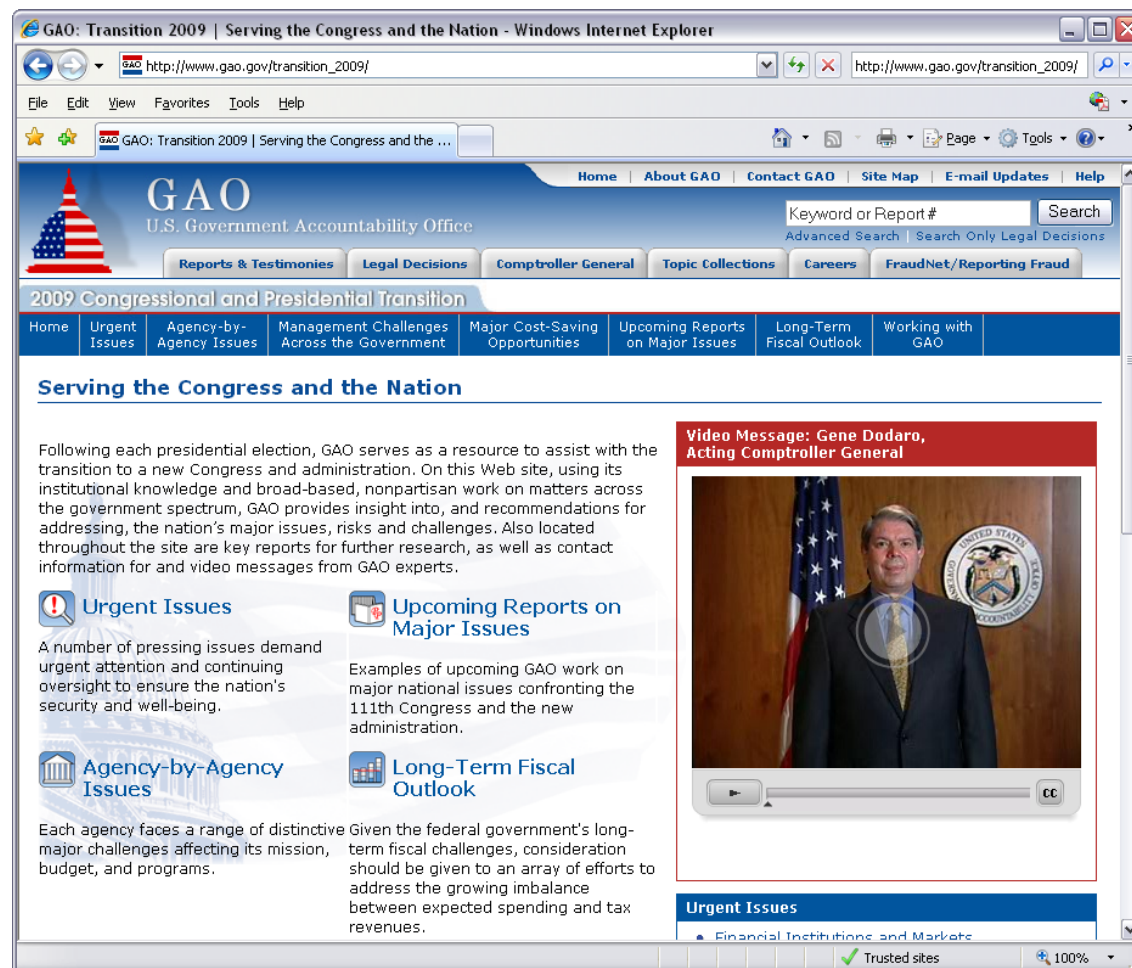 GAO: Transition 2009 | Serving the Congress and the Nation - Windows Internet Explorer
http://www.gao.gov/transition_2009/
http://www.gao.gov/transition_2009/
File Edit View Favorites Tools Help
GAO GAO: Transition 2009 | Serving the Congress and the ...
Page Tools
Home | About GAO | Contact GAO | Site Map | E-mail Updates | Help
GAO
U.S. Government Accountability Office
Keyword or Report # Search
Advanced Search | Search Only Legal Decisions
Reports & Testimonies Legal Decisions Comptroller General Topic Collections Careers FraudNet/Reporting Fraud
2009 Congressional and Presidential Transition
Home Urgent Issues Agency-by-Agency Issues Management Challenges Across the Government Major Cost-Saving Opportunities Upcoming Reports on Major Issues Long-Term Fiscal Outlook Working with GAO
Serving the Congress and the Nation
Following each presidential election, GAO serves as a resource to assist with the
transition to a new Congress and administration. On this Web site, using its
institutional knowledge and broad-based, nonpartisan work on matters across
the government spectrum, GAO provides insight into, and recommendations for
addressing, the nation's major issues, risks and challenges. Also located
throughout the site are key reports for further research, as well as contact
information for and video messages from GAO experts.
Urgent Issues
A number of pressing issues demand
urgent attention and continuing
oversight to ensure the nation's
security and well-being.
Upcoming Reports on
Major Issues
Examples of upcoming GAO work on
major national issues confronting the
111th Congress and the new
administration.
Agency-by-Agency
Issues
Each agency faces a range of distinctive
major challenges affecting its mission,
budget, and programs.
Long-Term Fiscal
Outlook
Given the federal government's long-
term fiscal challenges, consideration
should be given to an array of efforts to
address the growing imbalance
between expected spending and tax
revenues.
Video Message: Gene Dodaro,
Acting Comptroller General
UNITED STATES
CC
Urgent Issues
Financial Institutions and Markets
Trusted sites 100%